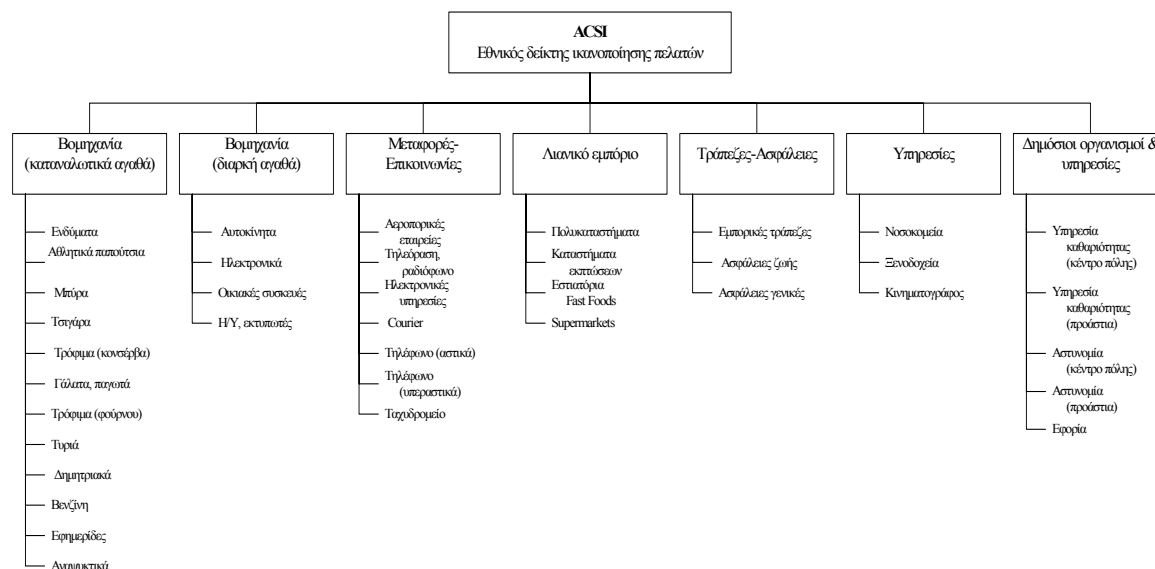 ACSI
Εθνικός δείκτης ικανοποίησης πελατών
Βιομηχανία
(καταναλωτικά αγαθά)
Ενδύματα
Αθλητικά παπούτσια
Μπύρα
Τσιγάρα
Τρόφιμα (κονσέρβα)
Γάλατα, παγωτά
Τρόφιμα (φούρνου)
Τυριά
Δημητριακά
Βενζίνη
Εφημερίδες
Αναψυκτικά
Βιομηχανία
(διαρκή αγαθά)
Αυτοκίνητα
Ηλεκτρονικά
Οικιακές συσκευές
Η/Υ, εκτυπωτές
Μεταφορές-
Επικοινωνίες
Αεροπορικές
εταιρείες
Τηλεόραση,
ραδιόφωνο
Ηλεκτρονικές
υπηρεσίες
Courier
Τηλέφωνο (αστικά)
Τηλέφωνο
(υπεραστικά)
Ταχυδρομείο
Λιανικό εμπόριο
Πολυκαταστήματα
Καταστήματα
εκπτώσεων
Εστιατόρια
Fast Foods
Supermarkets
Τράπεζες-Ασφάλειες
Εμπορικές τράπεζες
Ασφάλειες ζωής
Ασφάλειες γενικές
Υπηρεσίες
Νοσοκομεία
Ξενοδοχεία
Κινηματογράφος
Δημόσιοι οργανισμοί &
υπηρεσίες
Υπηρεσία
καθαριότητας
(κέντρο πόλης)
Υπηρεσία
καθαριότητας
(προάστια)
Αστυνομία
(κέντρο πόλης)
Αστυνομία
(προάστια)
Εφορία